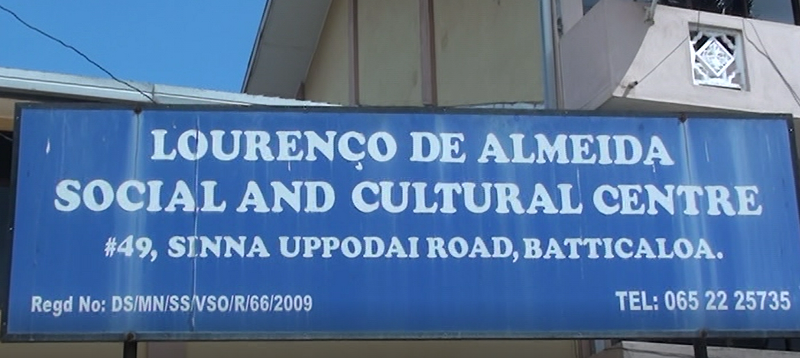 LOURENÇO DE ALMEIDA
SOCIAL AND CULTURAL CENTRE
#49, SINNA UPPODAI ROAD, BATTICALOA.
Regd No: DS/MN/SS/VSO/R/66/2009 TEL: 065 22 25735